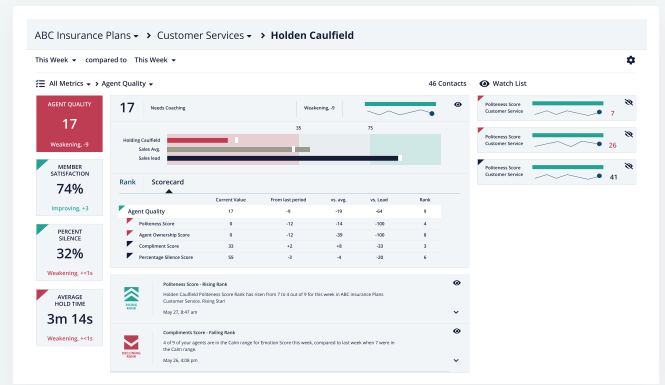 ABC Insurance Plans > Customer Services > Holden Caulfield
This Week compared to This Week
All Metrics > Agent Quality
46 Contacts
Watch List
AGENT QUALITY
17
Weakening, -9
MEMBER
SATISFACTION
74%
Improving, +3
PERCENT
SILENCE
32%
Weakening, +<1s
AVERAGE
HOLD TIME
3m 14s
Weakening, +<1s
17 Needs Coaching Weakening, -9
35 75
Holding Caulfield
Sales Avg.
Sales lead
Rank Scorecard
Current Value From last period vs. avg. vs. Lead Rank
Agent Quality 17 -9 -19 -64 9
Politeness Score 0 -12 -14 -100 4
Agent Ownership Score 0 -12 -39 -100 8
Compliment Score 33 +2 +8 -33 3
Percentage Silence Score 55 -3 -4 -20 6
Politeness Score - Rising Rank
Holden Caulfield Politeness Score Rank has risen from 7 to 4 out of 9 for this week in ABC Insurance Plans
Customer Service. Rising Star!
May 27, 8:47 am
Compliments Score - Falling Rank
4 of 9 of your agents are in the Calm range for Emotion Score this week, compared to last week when 7 were in
the Calm range.
May 26, 4:08 pm
Politeness Score
Customer Service
7
Politeness Score
Customer Service
26
Politeness Score
Customer Service
41